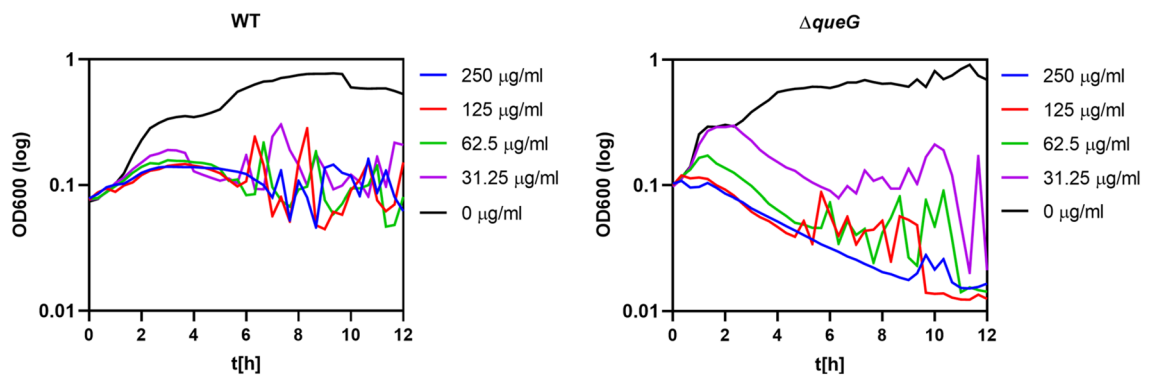 WT
OD600 (log)
1
0.1
0.01
0 2 4 6 8 10 12
t[h]
250 µg/ml
125 µg/ml
62.5 µg/ml
31.25 µg/ml
0 µg/ml
ΔqueG
OD600 (log)
1
0.1
0.01
0 2 4 6 8 10 12
t[h]
250 µg/ml
125 µg/ml
62.5 µg/ml
31.25 µg/ml
0 µg/ml